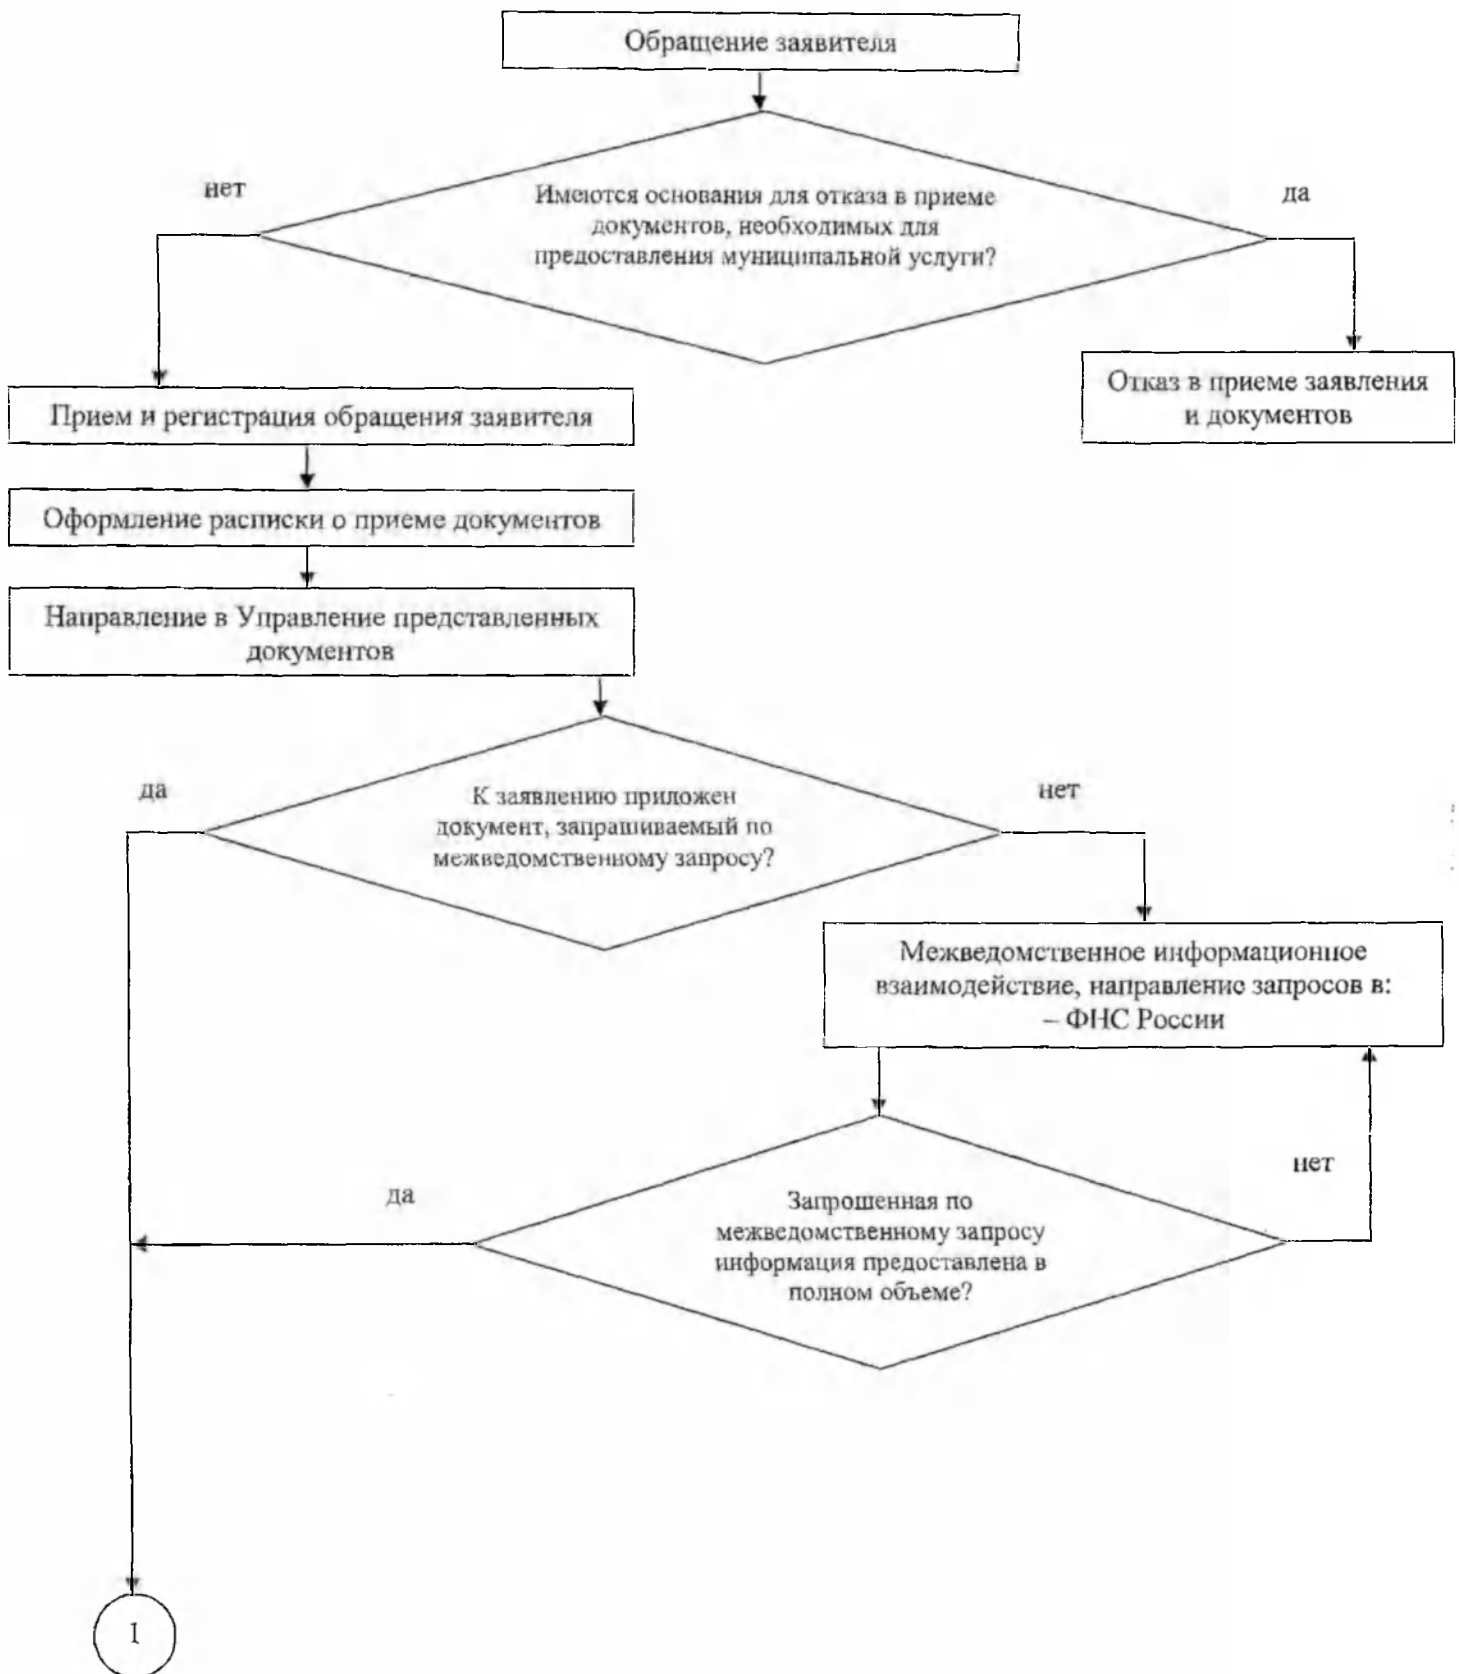 Обращение заявителя
нет
да
Имеются основания для отказа в приеме
документов, необходимых для
предоставления муниципальной услуги?
Отказ в приеме заявления
и документов
Прием и регистрация обращения заявителя
Оформление расписки о приеме документов
Направление в Управление представленных
документов
да
нет
К заявлению приложен
документ, запрашиваемый по
межведомственному запросу?
Межведомственное информационное
взаимодействие, направление запросов в:
– ФНС России
нет
да
Запрошенная по
межведомственному запросу
информация предоставлена в
полном объеме?
1